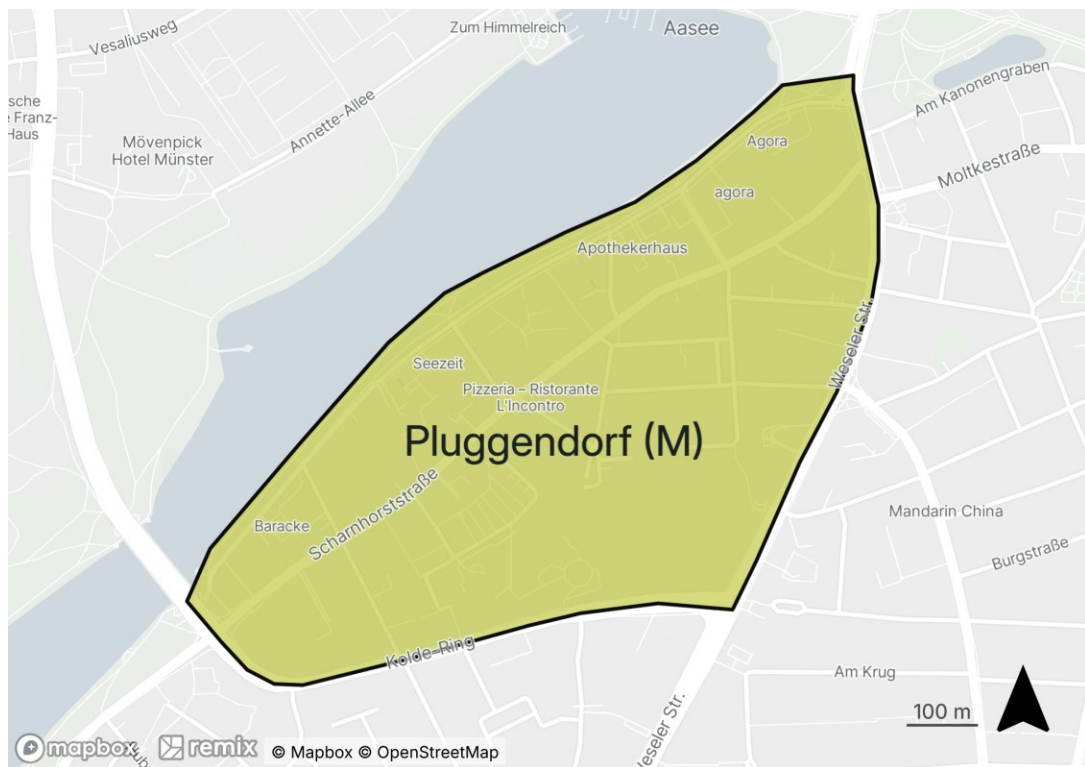 Vesaliusweg
Zum Himmelreich
Aasee
Annette-Allee
sche
e Franz-
Haus
Mövenpick
Hotel Münster
Am Kanonengraben
Moltkestraße
Agora
agora
Apothekerhaus
Weseler Str.
Seezeit
Pizzeria – Ristorante
L'Incontro
Pluggendorf (M)
Scharnhorststraße
Baracke
Mandarin China
Burgstraße
Kolde-Ring
Am Krug
Weseler Str.
100 m
mapbox
remix
© Mapbox © OpenStreetMap